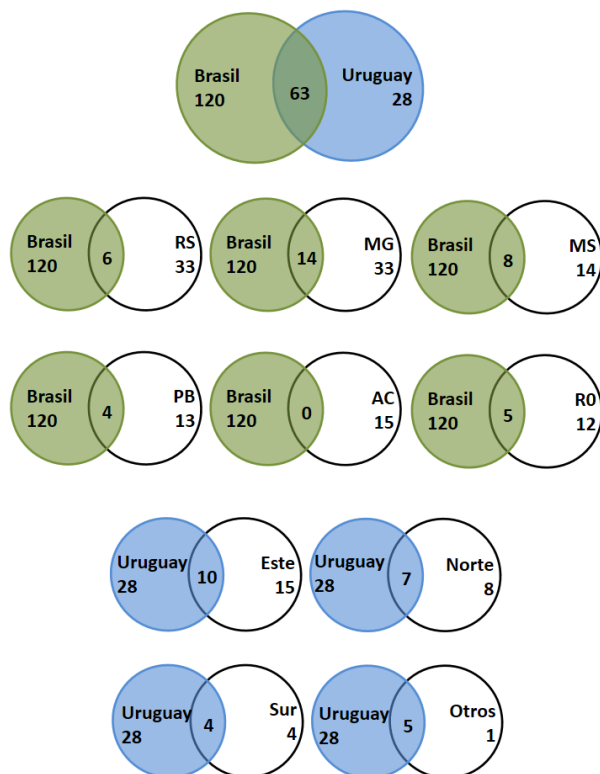 Brasil
120
63
Uruguay
28
Brasil
120
6
RS
33
Brasil
120
14
MG
33
Brasil
120
8
MS
14
Brasil
120
4
PB
13
Brasil
120
0
AC
15
Brasil
120
5
R0
12
Uruguay
28
10
Este
15
Uruguay
28
7
Norte
8
Uruguay
28
4
Sur
4
Uruguay
28
5
Otros
1